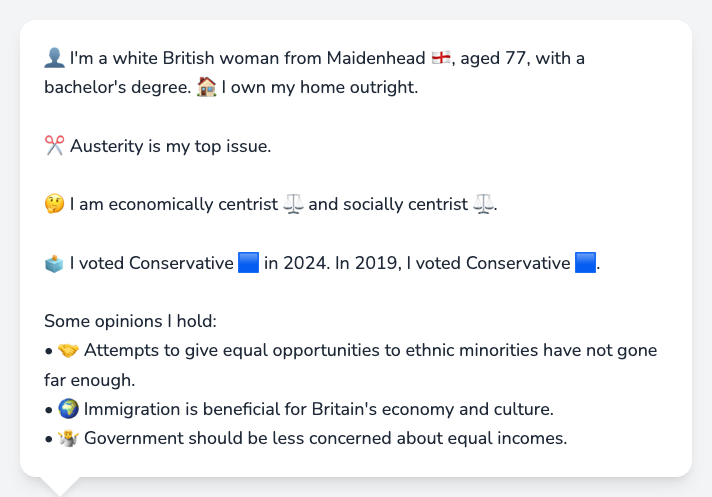 👤 I'm a white British woman from Maidenhead 🏴󠁧󠁢󠁥󠁮󠁧󠁿, aged 77, with a
bachelor's degree. 🏠 I own my home outright.
✂️ Austerity is my top issue.
🤔 I am economically centrist ⚖️ and socially centrist ⚖️.
🗳️ I voted Conservative 🟦 in 2024. In 2019, I voted Conservative 🟦.
Some opinions I hold:
• 🤝 Attempts to give equal opportunities to ethnic minorities have not gone
far enough.
• 🌍 Immigration is beneficial for Britain's economy and culture.
• 🤷 Government should be less concerned about equal incomes.